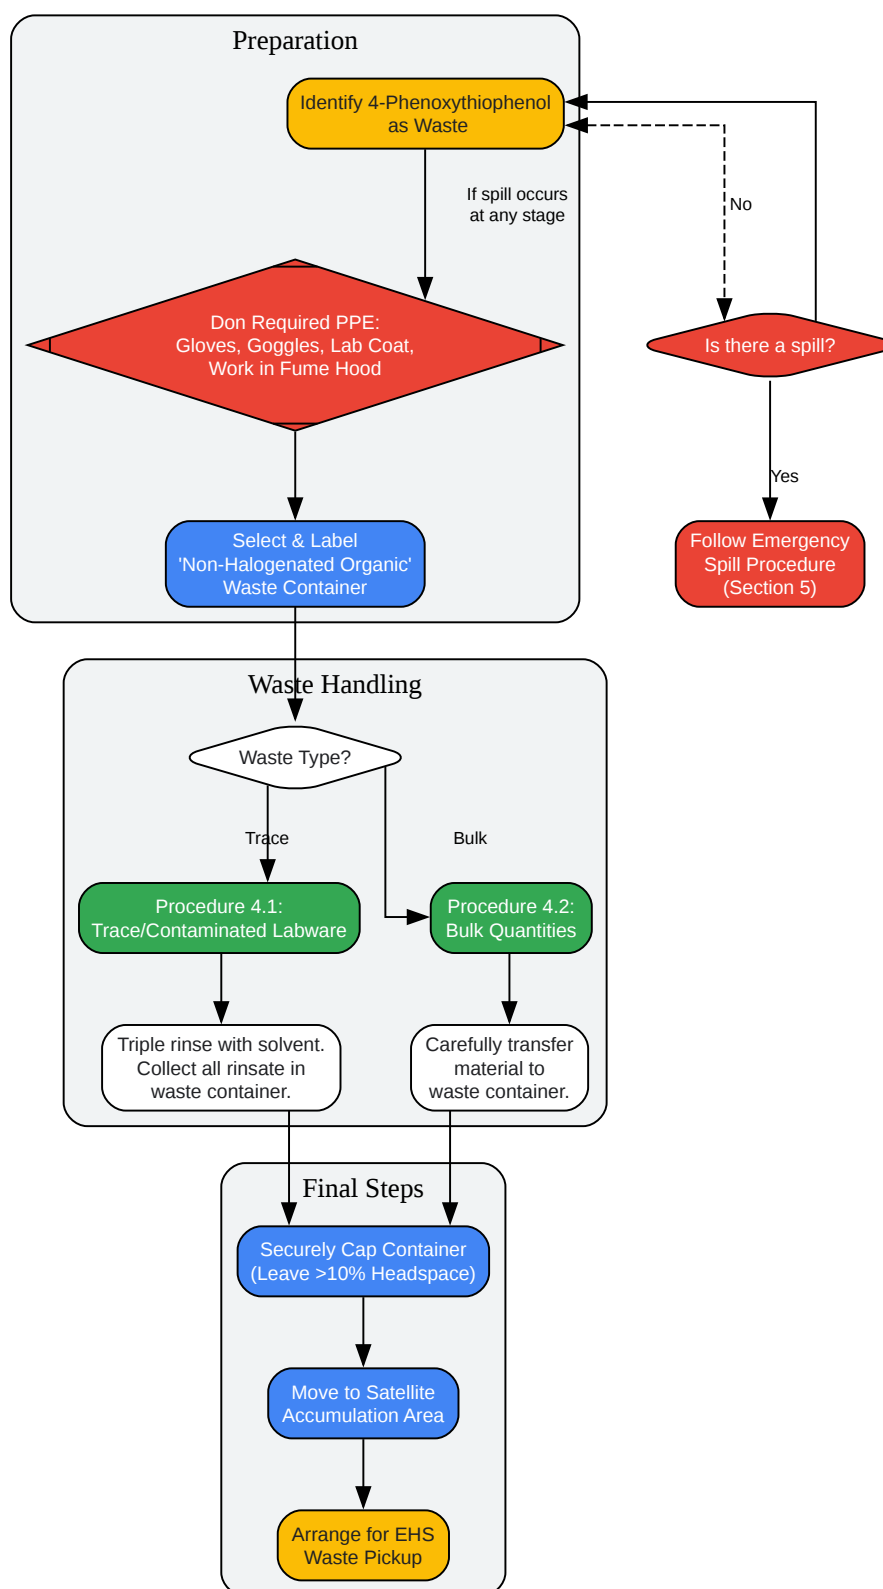 Preparation
Identify 4-Phenoxythiophenol
as Waste
If spill occurs
at any stage
No
Don Required PPE:
Gloves, Goggles, Lab Coat,
Work in Fume Hood
Is there a spill?
Yes
Select & Label
'Non-Halogenated Organic'
Waste Container
Follow Emergency
Spill Procedure
(Section 5)
Waste Handling
Waste Type?
Trace
Bulk
Procedure 4.1:
Trace/Contaminated Labware
Procedure 4.2:
Bulk Quantities
Triple rinse with solvent.
Collect all rinsate in
waste container.
Carefully transfer
material to
waste container.
Final Steps
Securely Cap Container
(Leave >10% Headspace)
Move to Satellite
Accumulation Area
Arrange for EHS
Waste Pickup